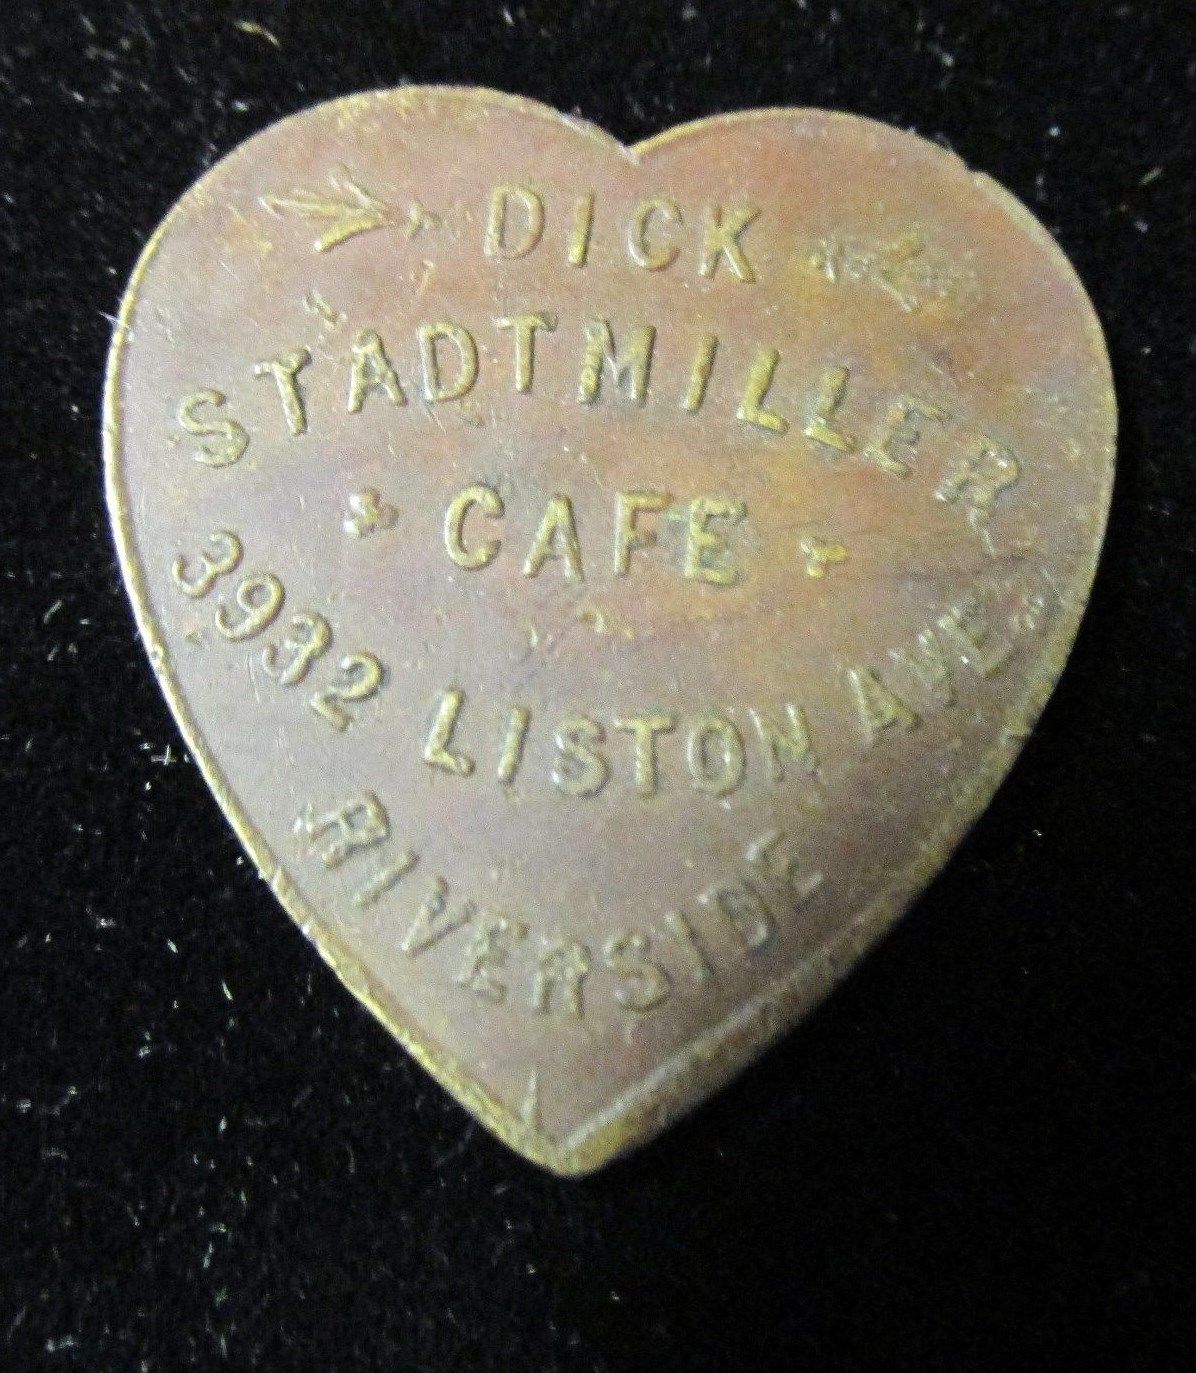 DICK
STADTMILLER
CAFE
3932 LISTON AVE.
RIVERSIDE